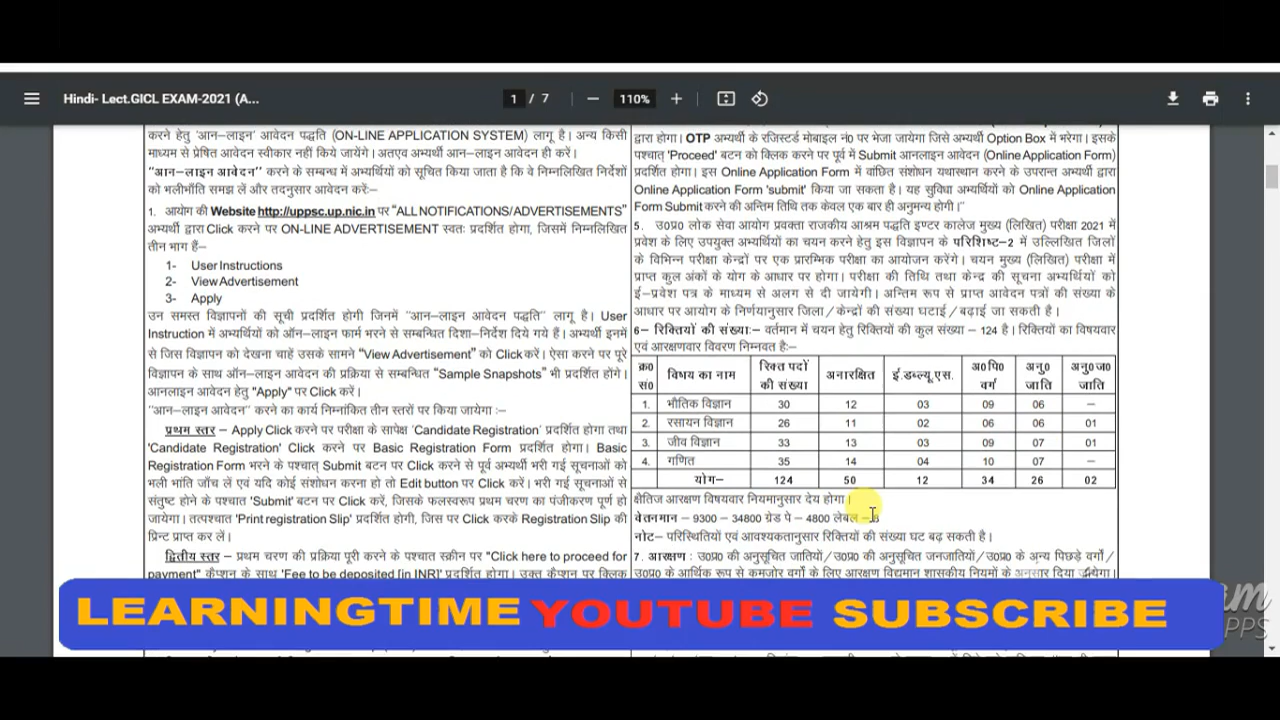 Hindi- Lect.GICL EXAM-2021 (A...
1 / 7
110%
करने हेतु 'आन–लाइन' आवेदन पद्धति (ON-LINE APPLICATION SYSTEM) लागू है। अन्य किसी
माध्यम से प्रेषित आवेदन स्वीकार नहीं किये जायेंगे। अतएव अभ्यर्थी आन–लाइन आवेदन ही करें।
"आन–लाइन आवेदन" करने के सम्बन्ध में अभ्यर्थियों को सूचित किया जाता है कि वे निम्नलिखित निर्देशों
को भलीभाँति समझ लें और तदनुसार आवेदन करें:–
1. आयोग की Website http://uppsc.up.nic.in पर "ALL NOTIFICATIONS/ADVERTISEMENTS"
अभ्यर्थी द्वारा Click करने पर ON-LINE ADVERTISEMENT स्वतः प्रदर्शित होगा, जिसमें निम्नलिखित
तीन भाग हैं–
1- User Instructions
2- View Advertisement
3- Apply
उन समस्त विज्ञापनों की सूची प्रदर्शित होगी जिनमें "आन–लाइन आवेदन पद्धति" लागू है। User
Instruction में अभ्यर्थियों को ऑन–लाइन फार्म भरने से सम्बन्धित दिशा–निर्देश दिये गये हैं। अभ्यर्थी इनमें
से जिस विज्ञापन को देखना चाहें उसके सामने "View Advertisement" को Click करें। ऐसा करने पर पूरे
विज्ञापन के साथ ऑन–लाइन आवेदन की प्रक्रिया से सम्बन्धित "Sample Snapshots" भी प्रदर्शित होंगे।
आनलाइन आवेदन हेतु "Apply" पर Click करें।
"आन–लाइन आवेदन" करने का कार्य निम्नांकित तीन स्तरों पर किया जायेगा :–
प्रथम स्तर – Apply Click करने पर परीक्षा के सापेक्ष 'Candidate Registration' प्रदर्शित होगा तथा
'Candidate Registration' Click करने पर Basic Registration Form प्रदर्शित होगा। Basic
Registration Form भरने के पश्चात् Submit बटन पर Click करने से पूर्व अभ्यर्थी भरी गई सूचनाओं को
भली भांति जाँच लें एवं यदि कोई संशोधन करना हो तो Edit button पर Click करें। भरी गई सूचनाओं से
संतुष्ट होने के पश्चात 'Submit' बटन पर Click करें, जिसके फलस्वरूप प्रथम चरण का पंजीकरण पूर्ण हो
जायेगा। तत्पश्चात 'Print registration Slip' प्रदर्शित होगी, जिस पर Click करके Registration Slip की
प्रिन्ट प्राप्त कर लें।
द्वितीय स्तर – प्रथम चरण की प्रक्रिया पूरी करने के पश्चात स्क्रीन पर "Click here to proceed for
payment" कैप्शन के साथ 'Fee to be deposited [in INR]' प्रदर्शित होगा। उक्त कैप्शन पर क्लिक
द्वारा होगा। OTP अभ्यर्थी के रजिस्टर्ड मोबाइल नं0 पर भेजा जायेगा जिसे अभ्यर्थी Option Box में भरेगा। इसके
पश्चात् 'Proceed' बटन को क्लिक करने पर पूर्व में Submit आनलाइन आवेदन (Online Application Form)
प्रदर्शित होगा। इस Online Application Form में वांछित संशोधन यथास्थान करने के उपरान्त अभ्यर्थी द्वारा
Online Application Form 'submit' किया जा सकता है। यह सुविधा अभ्यर्थियों को Online Application
Form Submit करने की अन्तिम तिथि तक केवल एक बार ही अनुमन्य होगी।"
5. उ0प्र0 लोक सेवा आयोग प्रवक्ता राजकीय आश्रम पद्धति इण्टर कालेज मुख्य (लिखित) परीक्षा 2021 में
प्रवेश के लिए उपयुक्त अभ्यर्थियों का चयन करने हेतु इस विज्ञापन के परिशिष्ट–2 में उल्लिखित जिलों
के विभिन्न परीक्षा केन्द्रों पर एक प्रारम्भिक परीक्षा का आयोजन करेंगे। चयन मुख्य (लिखित) परीक्षा में
प्राप्त कुल अंकों के योग के आधार पर होगा। परीक्षा की तिथि तथा केन्द्र की सूचना अभ्यर्थियों को
ई–प्रवेश पत्र के माध्यम से अलग से दी जायेगी। अन्तिम रूप से प्राप्त आवेदन पत्रों की संख्या के
आधार पर आयोग के निर्णयानुसार जिला/केन्द्रों की संख्या घटाई/बढ़ाई जा सकती है।
6– रिक्तियों की संख्या:– वर्तमान में चयन हेतु रिक्तियों की कुल संख्या – 124 है। रिक्तियों का विषयवार
एवं आरक्षणवार विवरण निम्नवत है:–
क्र0 सं0 विषय का नाम रिक्त पदों की संख्या अनारक्षित ई.डब्ल्यू.एस. अ0पि0 वर्ग अनु0 जाति अनु0ज0 जाति
1. भौतिक विज्ञान 30 12 03 09 06 –
2. रसायन विज्ञान 26 11 02 06 06 01
3. जीव विज्ञान 33 13 03 09 07 01
4. गणित 35 14 04 10 07 –
योग– 124 50 12 34 26 02
क्षैतिज आरक्षण विषयवार नियमानुसार देय होगा।
वेतनमान – 9300 – 34800 ग्रेड पे – 4800 लेबल –8
नोट– परिस्थितियों एवं आवश्यकतानुसार रिक्तियों की संख्या घट बढ़ सकती है।
7. आरक्षण : उ0प्र0 की अनुसूचित जातियों/उ0प्र0 की अनुसूचित जनजातियों/उ0प्र0 के अन्य पिछड़े वर्गों/
उ0प्र0 के आर्थिक रूप से कमजोर वर्गों के लिए आरक्षण विद्यमान शासकीय नियमों के अनुसार दिया जायेगा।
LEARNINGTIME YOUTUBE SUBSCRIBE